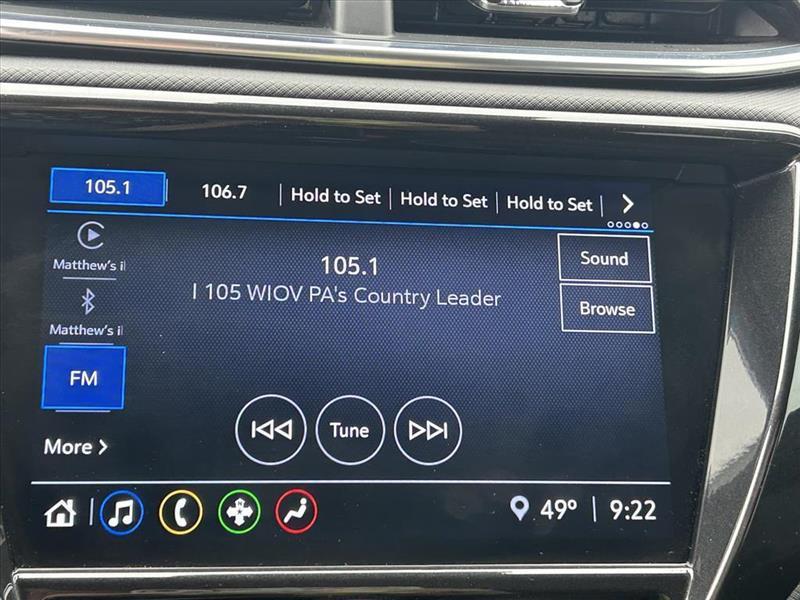 105.1 106.7 Hold to Set Hold to Set Hold to Set
Matthew's i
105.1
I 105 WIOV PA's Country Leader
Sound
Browse
Matthew's i
FM
Tune
More
49° 9:22